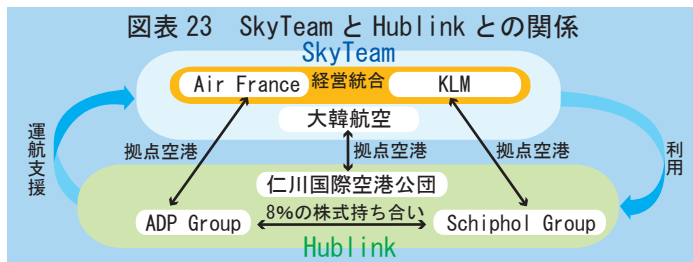 図表 23　SkyTeam と Hublink との関係
SkyTeam
Air France
経営統合
KLM
大韓航空
運航支援
拠点空港
拠点空港
拠点空港
利用
仁川国際空港公団
8%の株式持ち合い
ADP Group
Schiphol Group
Hublink